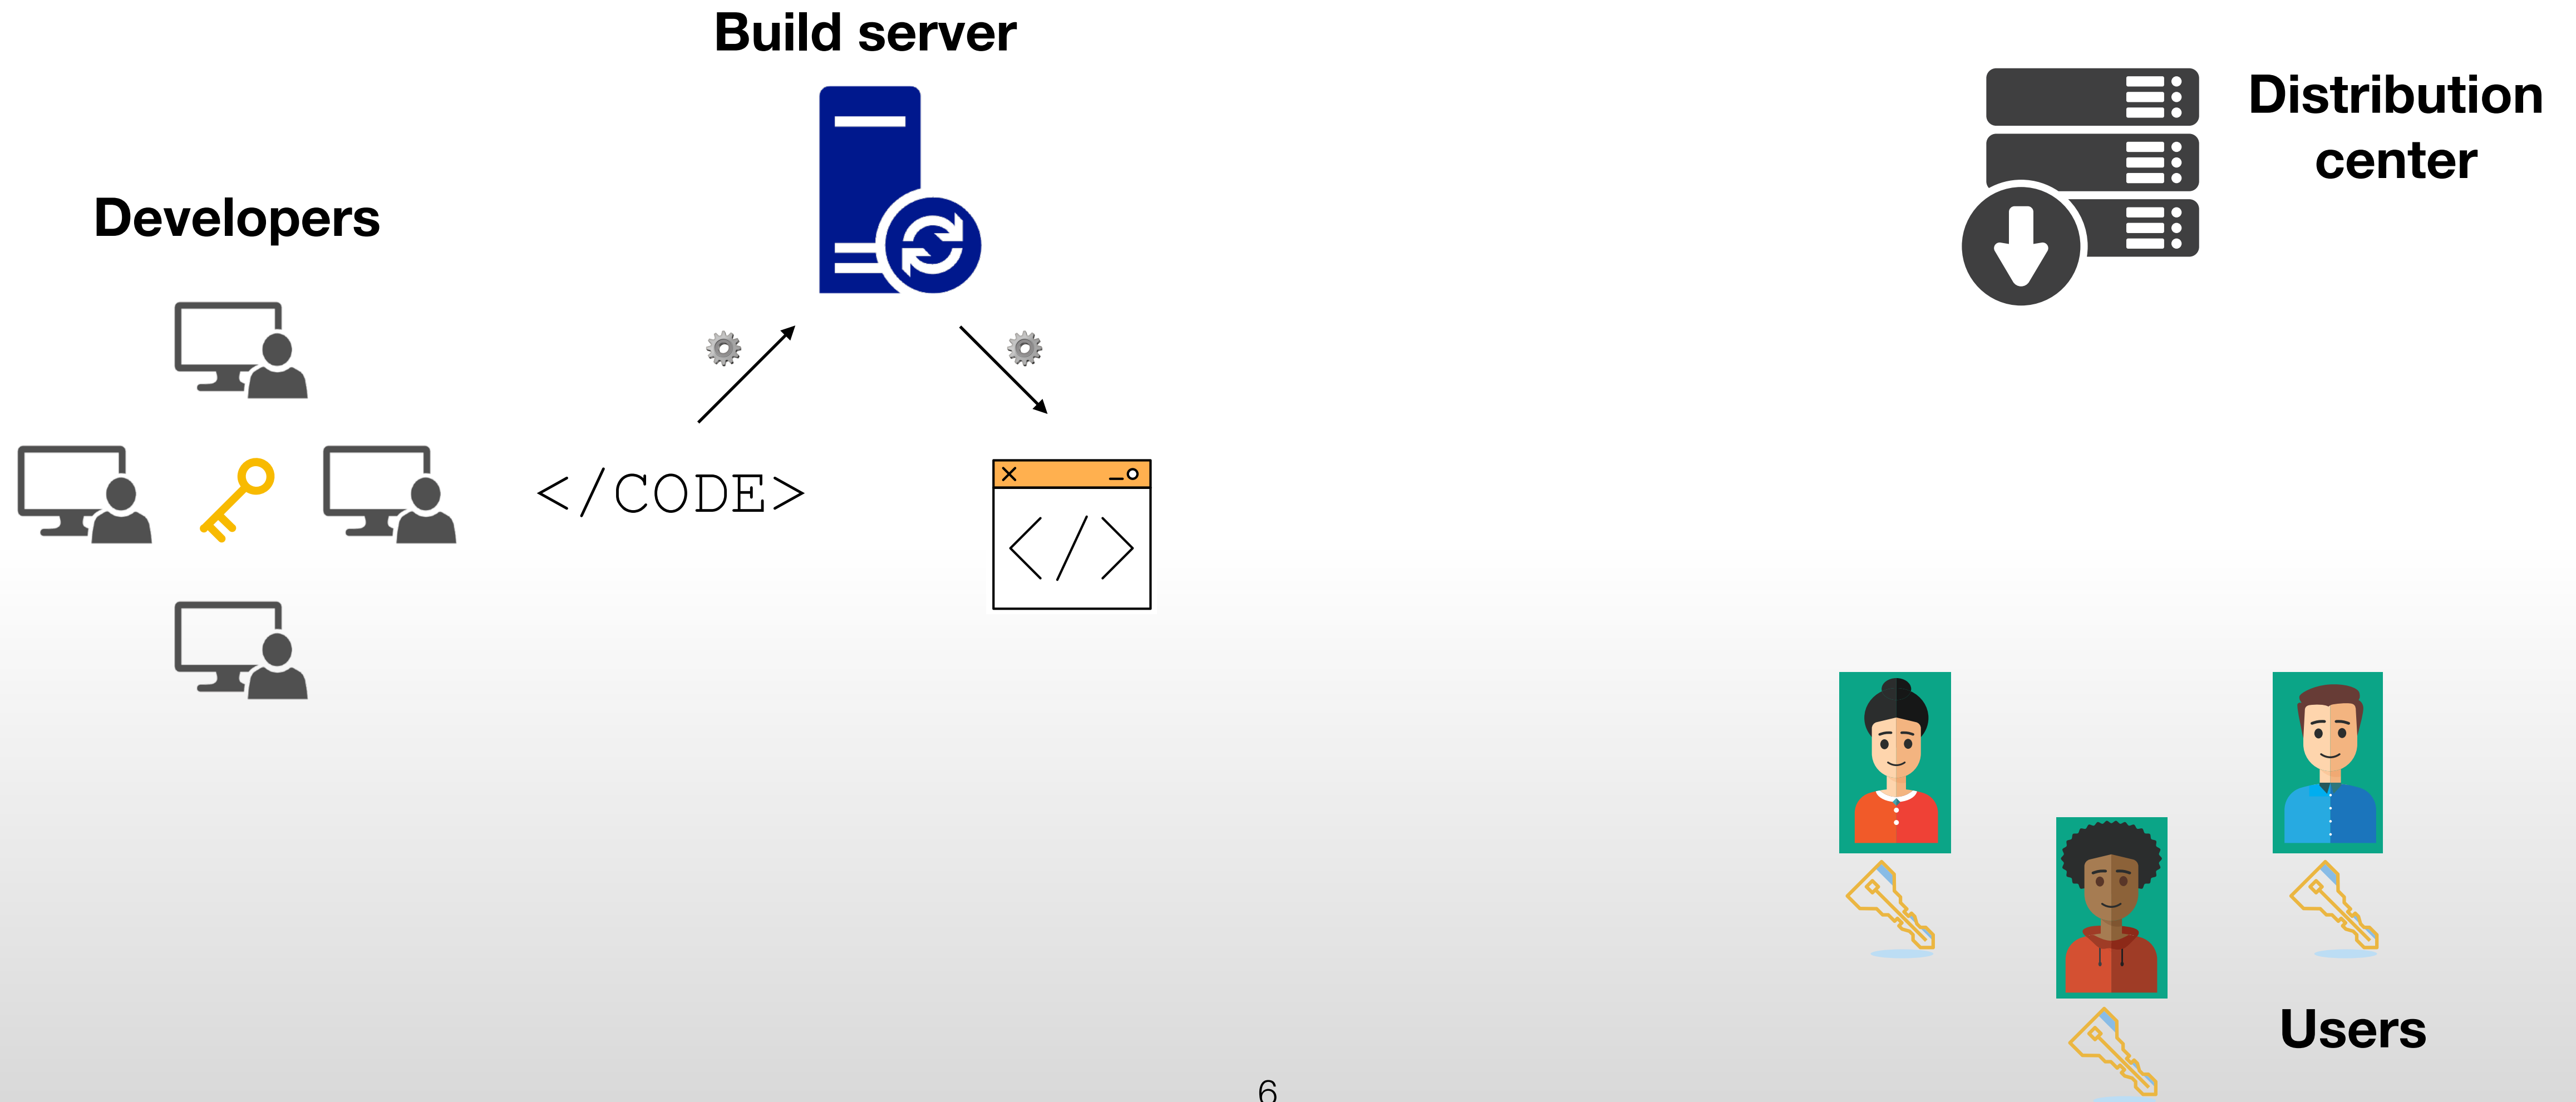 Build server
Distribution
center
Developers
</CODE>
</>
Users
6